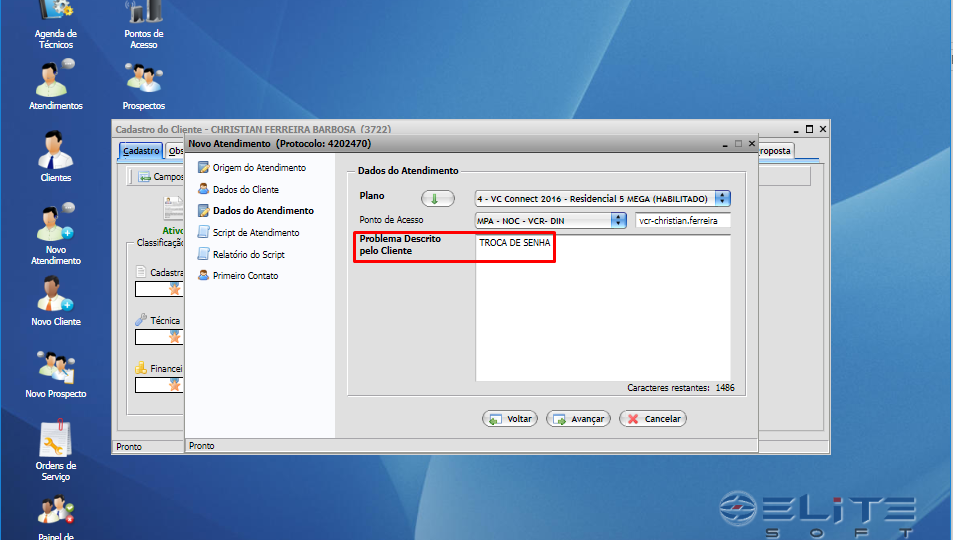 Agenda de
Técnicos
Pontos de
Acesso
Atendimentos
Prospectos
Clientes
Novo
Atendimento
Novo Cliente
Novo Prospecto
Ordens de
Serviço
Painel de
Cadastro do Cliente - CHRISTIAN FERREIRA BARBOSA (3722)
Cadastro
Obs
roposta
Campos
Ativo
Classificação
Cadastra
Técnica
Financei
Pronto
Novo Atendimento (Protocolo: 4202470)
Origem do Atendimento
Dados do Cliente
Dados do Atendimento
Script de Atendimento
Relatório do Script
Primeiro Contato
Dados do Atendimento
Plano
4 - VC Connect 2016 - Residencial 5 MEGA (HABILITADO)
Ponto de Acesso
MPA - NOC - VCR- DIN
vcr-christian.ferreira
Problema Descrito
pelo Cliente
TROCA DE SENHA
Caracteres restantes: 1486
Voltar
Avançar
Cancelar
Pronto
ELITE
SOFT